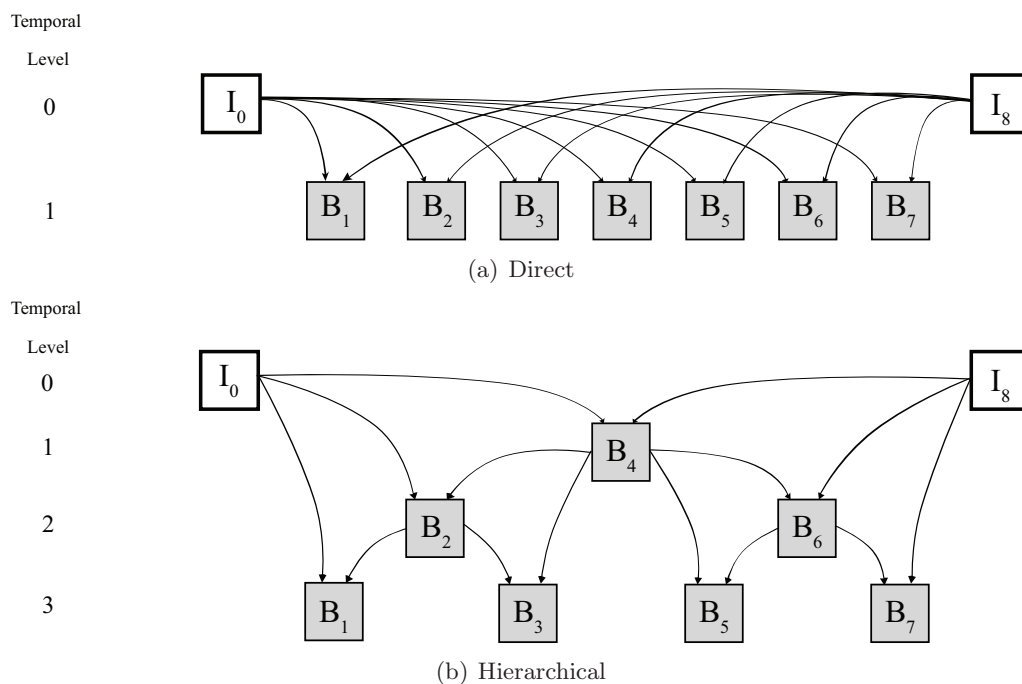 Temporal
Level
0
I0
I8
1
B1 B2 B3 B4 B5 B6 B7
(a) Direct
Temporal
Level
0
I0
I8
1
B4
2
B2
B6
3
B1 B3 B5 B7
(b) Hierarchical